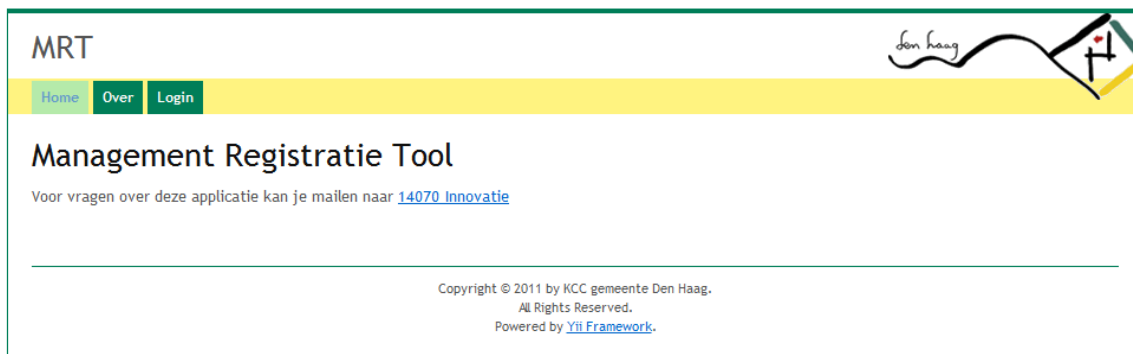 MRT
den haag
Home Over Login
Management Registratie Tool
Voor vragen over deze applicatie kan je mailen naar 14070 Innovatie
Copyright © 2011 by KCC gemeente Den Haag.
All Rights Reserved.
Powered by Yii Framework.